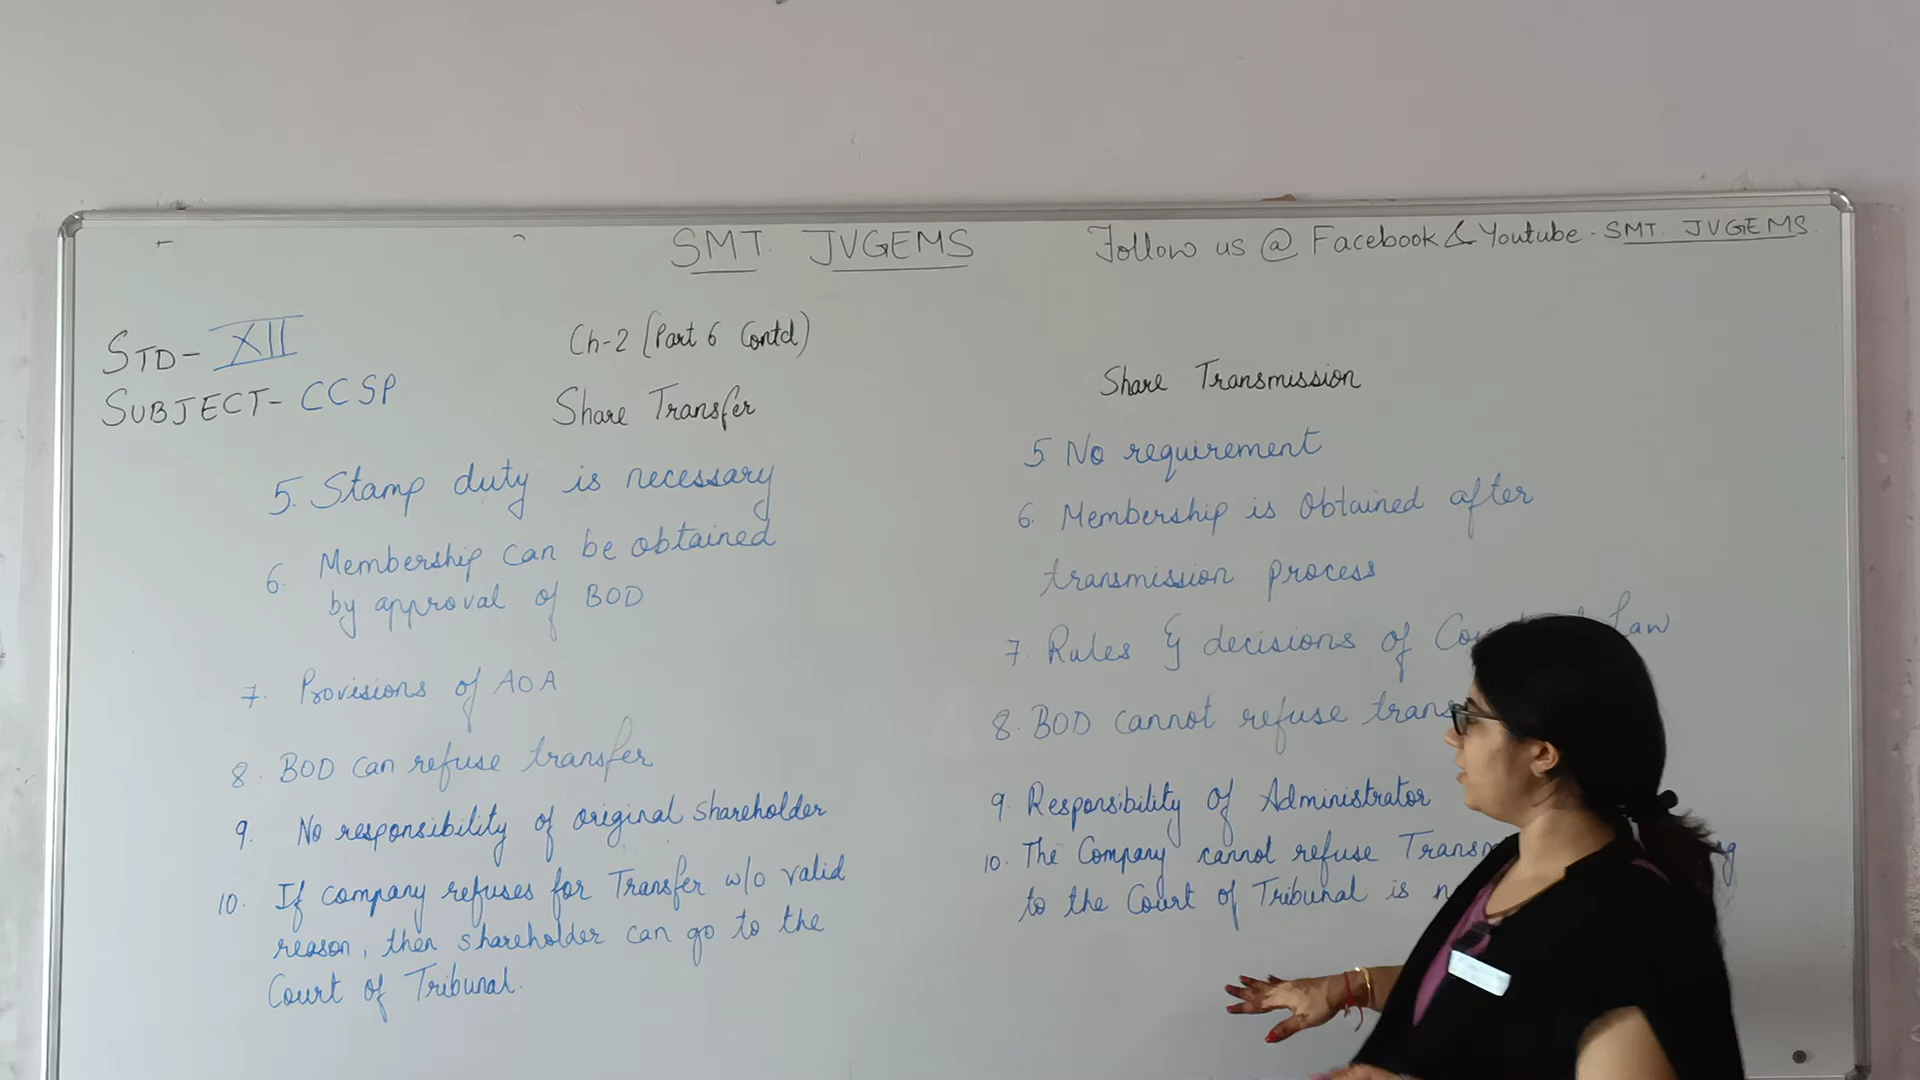 SMT. JVGEMS
Follow us @ Facebook & Youtube - SMT. JVGEMS.
STD- XII
SUBJECT- CCSP
Ch-2 (Part 6 Contd)
Share Transfer
5. Stamp duty is necessary
6. Membership can be obtained
by approval of BOD
7. Provisions of AOA
8. BOD can refuse transfer
9. No responsibility of original shareholder
10. If company refuses for Transfer w/o valid
reason, then shareholder can go to the
Court of Tribunal.
Share Transmission
5 No requirement
6. Membership is obtained after
transmission process
7. Rules & decisions of Law
8. BOD cannot refuse
9. Responsibility of Administrator
10. The Company cannot refuse
to the Court of Tribunal is